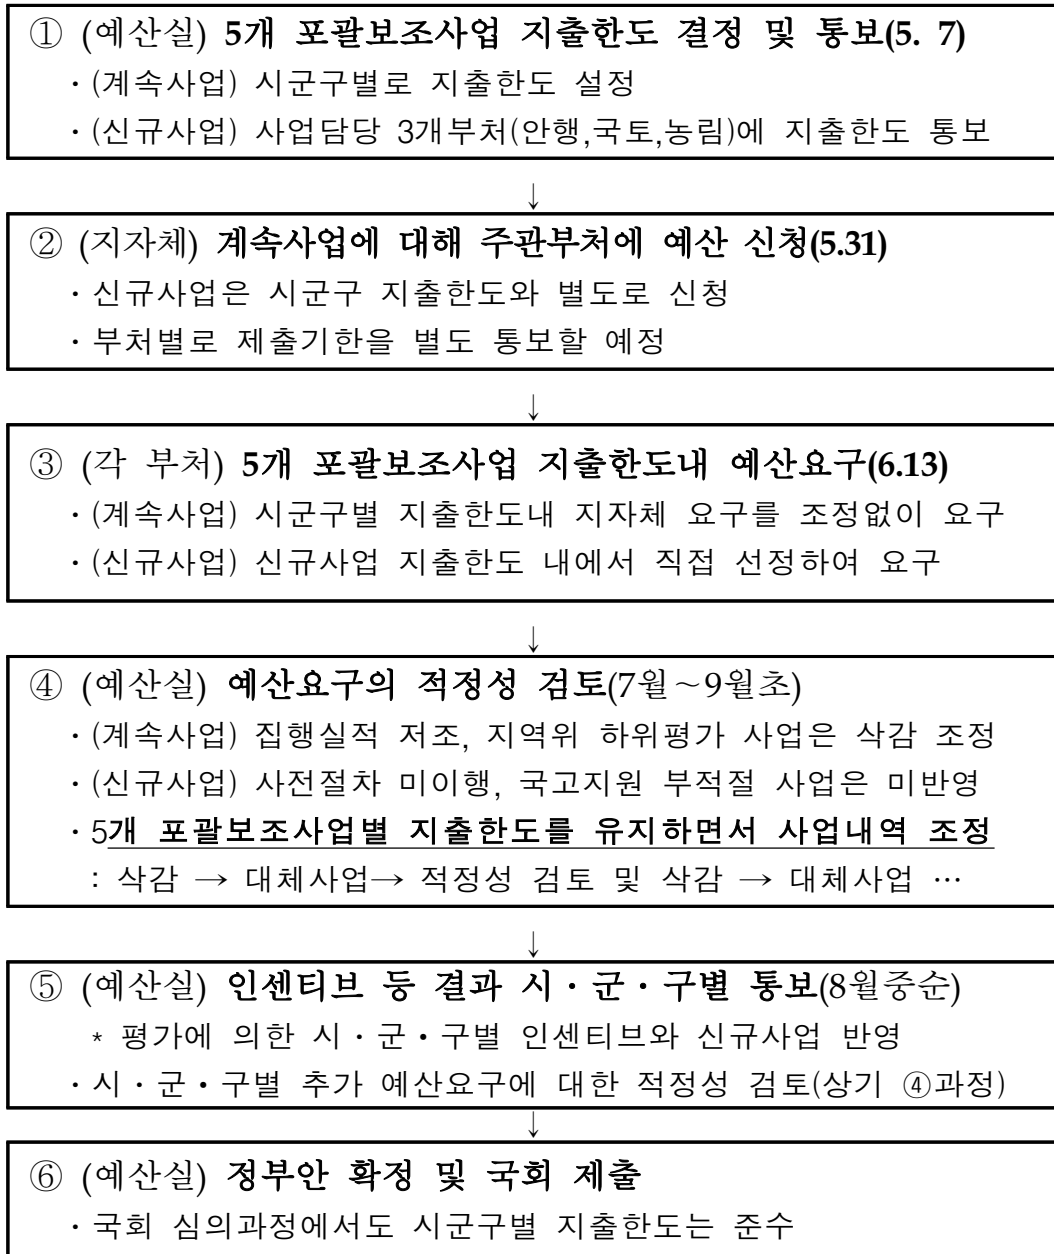 ① (예산실) 5개 포괄보조사업 지출한도 결정 및 통보(5. 7)
· (계속사업) 시군구별로 지출한도 설정
· (신규사업) 사업담당 3개부처(안행,국토,농림)에 지출한도 통보
↓
② (지자체) 계속사업에 대해 주관부처에 예산 신청(5.31)
· 신규사업은 시군구 지출한도와 별도로 신청
· 부처별로 제출기한을 별도 통보할 예정
↓
③ (각 부처) 5개 포괄보조사업 지출한도내 예산요구(6.13)
· (계속사업) 시군구별 지출한도내 지자체 요구를 조정없이 요구
· (신규사업) 신규사업 지출한도 내에서 직접 선정하여 요구
↓
④ (예산실) 예산요구의 적정성 검토(7월～9월초)
· (계속사업) 집행실적 저조, 지역위 하위평가 사업은 삭감 조정
· (신규사업) 사전절차 미이행, 국고지원 부적절 사업은 미반영
· 5개 포괄보조사업별 지출한도를 유지하면서 사업내역 조정
: 삭감 → 대체사업→ 적정성 검토 및 삭감 → 대체사업 …
↓
⑤ (예산실) 인센티브 등 결과 시・군・구별 통보(8월중순)
* 평가에 의한 시・군・구별 인센티브와 신규사업 반영
· 시・군・구별 추가 예산요구에 대한 적정성 검토(상기 ④과정)
↓
⑥ (예산실) 정부안 확정 및 국회 제출
· 국회 심의과정에서도 시군구별 지출한도는 준수